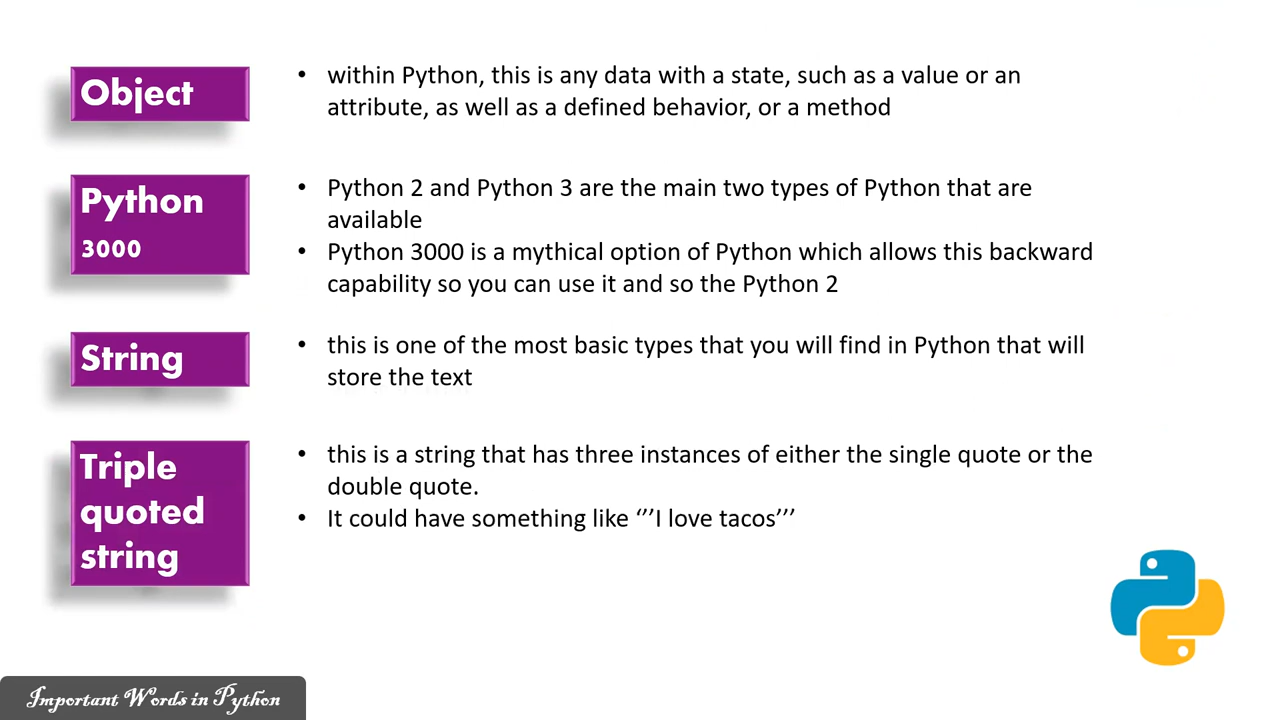 Object
• within Python, this is any data with a state, such as a value or an
attribute, as well as a defined behavior, or a method
Python
3000
• Python 2 and Python 3 are the main two types of Python that are
available
• Python 3000 is a mythical option of Python which allows this backward
capability so you can use it and so the Python 2
String
• this is one of the most basic types that you will find in Python that will
store the text
Triple
quoted
string
• this is a string that has three instances of either the single quote or the
double quote.
• It could have something like ‘’’I love tacos’’’
Important Words in Python